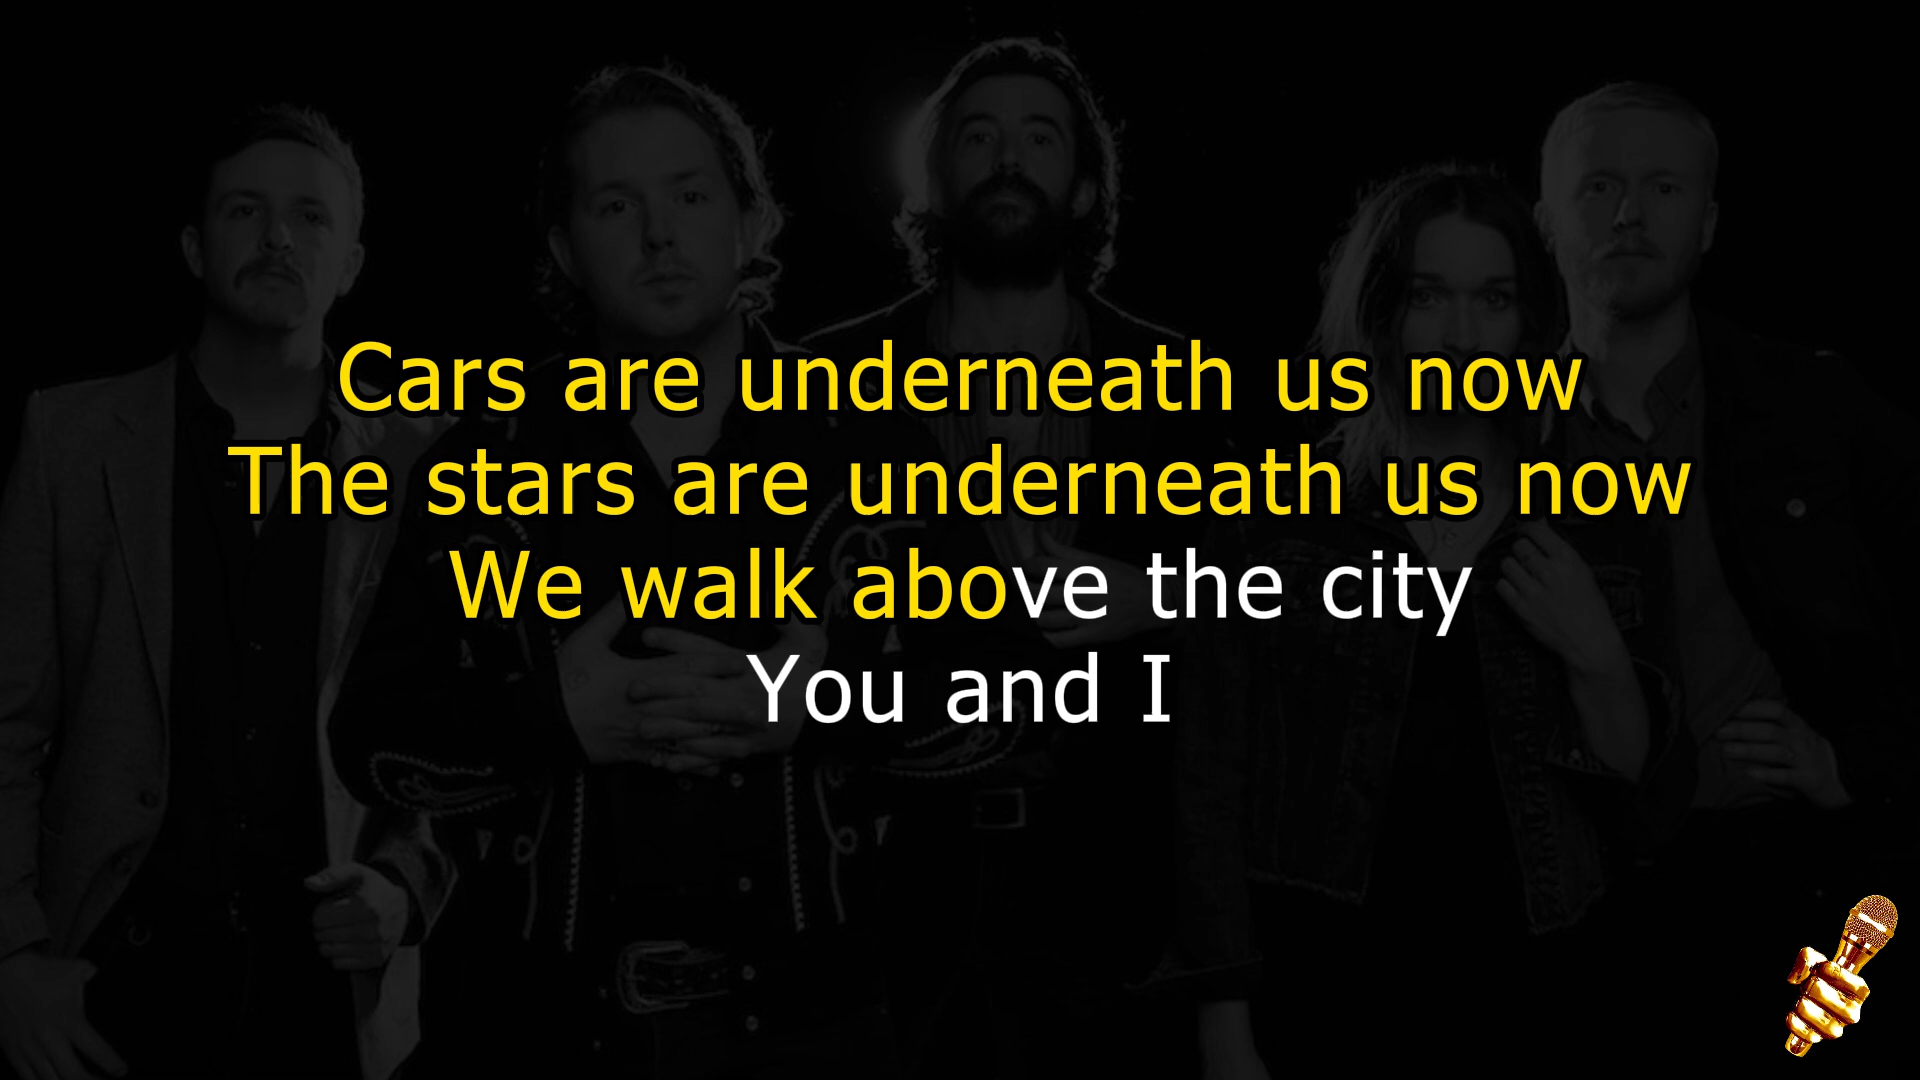 Cars are underneath us now
The stars are underneath us now
We walk above the city
You and I